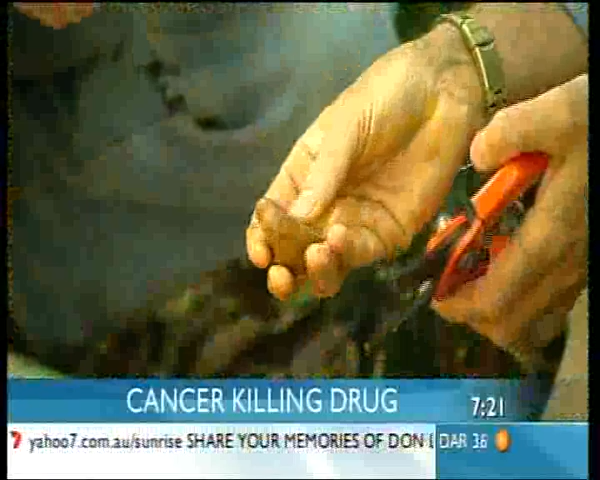 CANCER KILLING DRUG
7:21
7 yahoo7.com.au/sunrise SHARE YOUR MEMORIES OF DON
DAR 36